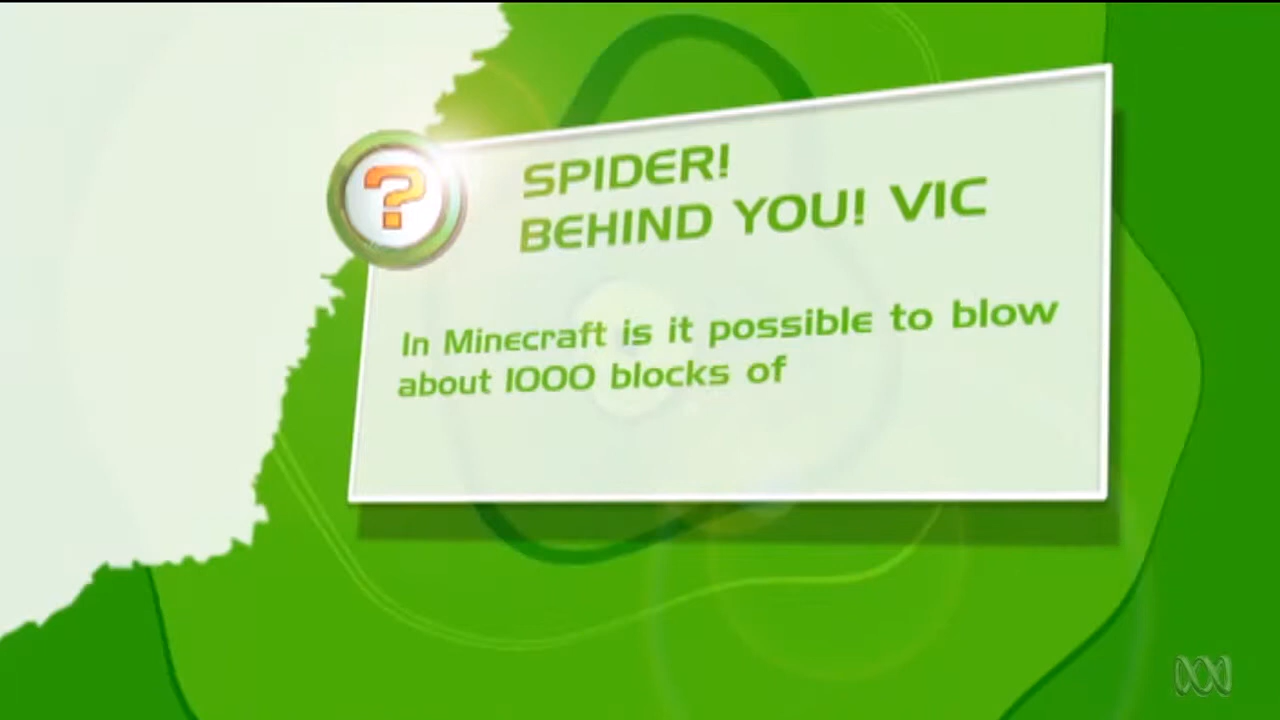 ?
SPIDER!
BEHIND YOU! VIC
In Minecraft is it possible to blow
about 1000 blocks of